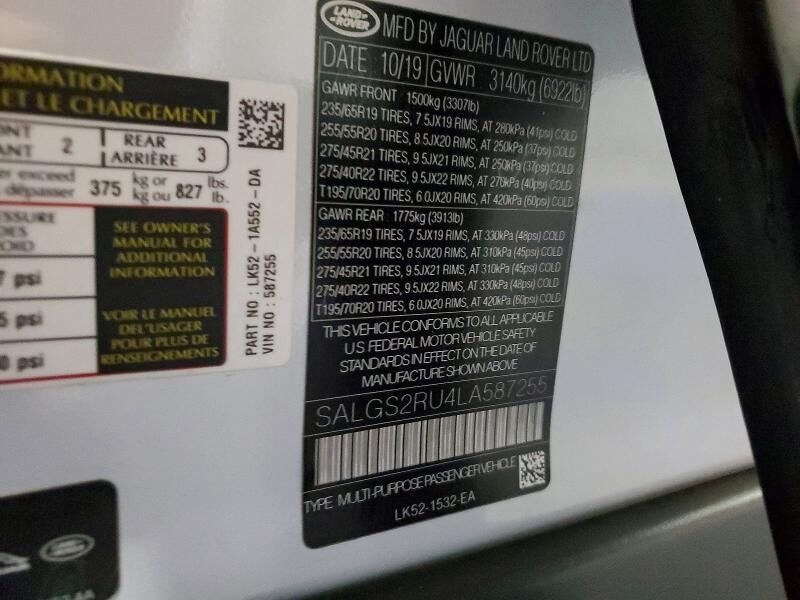 ORMATION
ET LE CHARGEMENT
2
REAR
ARRIÈRE
3
er exceed
dépasser 375 kg or
kg ou 827 lbs.
lb.
SEE OWNER'S
MANUAL FOR
ADDITIONAL
INFORMATION
7 psi
5 psi
0 psi
VOIR LE MANUEL
DE L'USAGER
POUR PLUS DE
RENSEIGNEMENTS
PART NO : LK52 - 1A552 - DA
VIN NO : 587255
LAND
ROVER
MFD BY JAGUAR LAND ROVER LTD
DATE 10/19 GVWR 3140kg (6922lb)
GAWR FRONT 1500kg (3307lb)
235/65R19 TIRES, 7.5JX19 RIMS, AT 280kPa (41psi) COLD
255/55R20 TIRES, 8.5JX20 RIMS, AT 250kPa (37psi) COLD
275/45R21 TIRES, 9.5JX21 RIMS, AT 250kPa (37psi) COLD
275/40R22 TIRES, 9.5JX22 RIMS, AT 270kPa (40psi) COLD
T195/70R20 TIRES, 6.0JX20 RIMS, AT 420kPa (60psi) COLD
GAWR REAR 1775kg (3913lb)
235/65R19 TIRES, 7.5JX19 RIMS, AT 330kPa (48psi) COLD
255/55R20 TIRES, 8.5JX20 RIMS, AT 310kPa (45psi) COLD
275/45R21 TIRES, 9.5JX21 RIMS, AT 310kPa (45psi) COLD
275/40R22 TIRES, 9.5JX22 RIMS, AT 330kPa (48psi) COLD
T195/70R20 TIRES, 6.0JX20 RIMS, AT 420kPa (60psi) COLD
THIS VEHICLE CONFORMS TO ALL APPLICABLE
U.S FEDERAL MOTOR VEHICLE SAFETY
STANDARDS IN EFFECT ON THE DATE OF
MANUFACTURE SHOWN ABOVE
SALGS2RU4LA587255
TYPE MULTI-PURPOSE PASSENGER VEHICLE
LK52-1532-EA